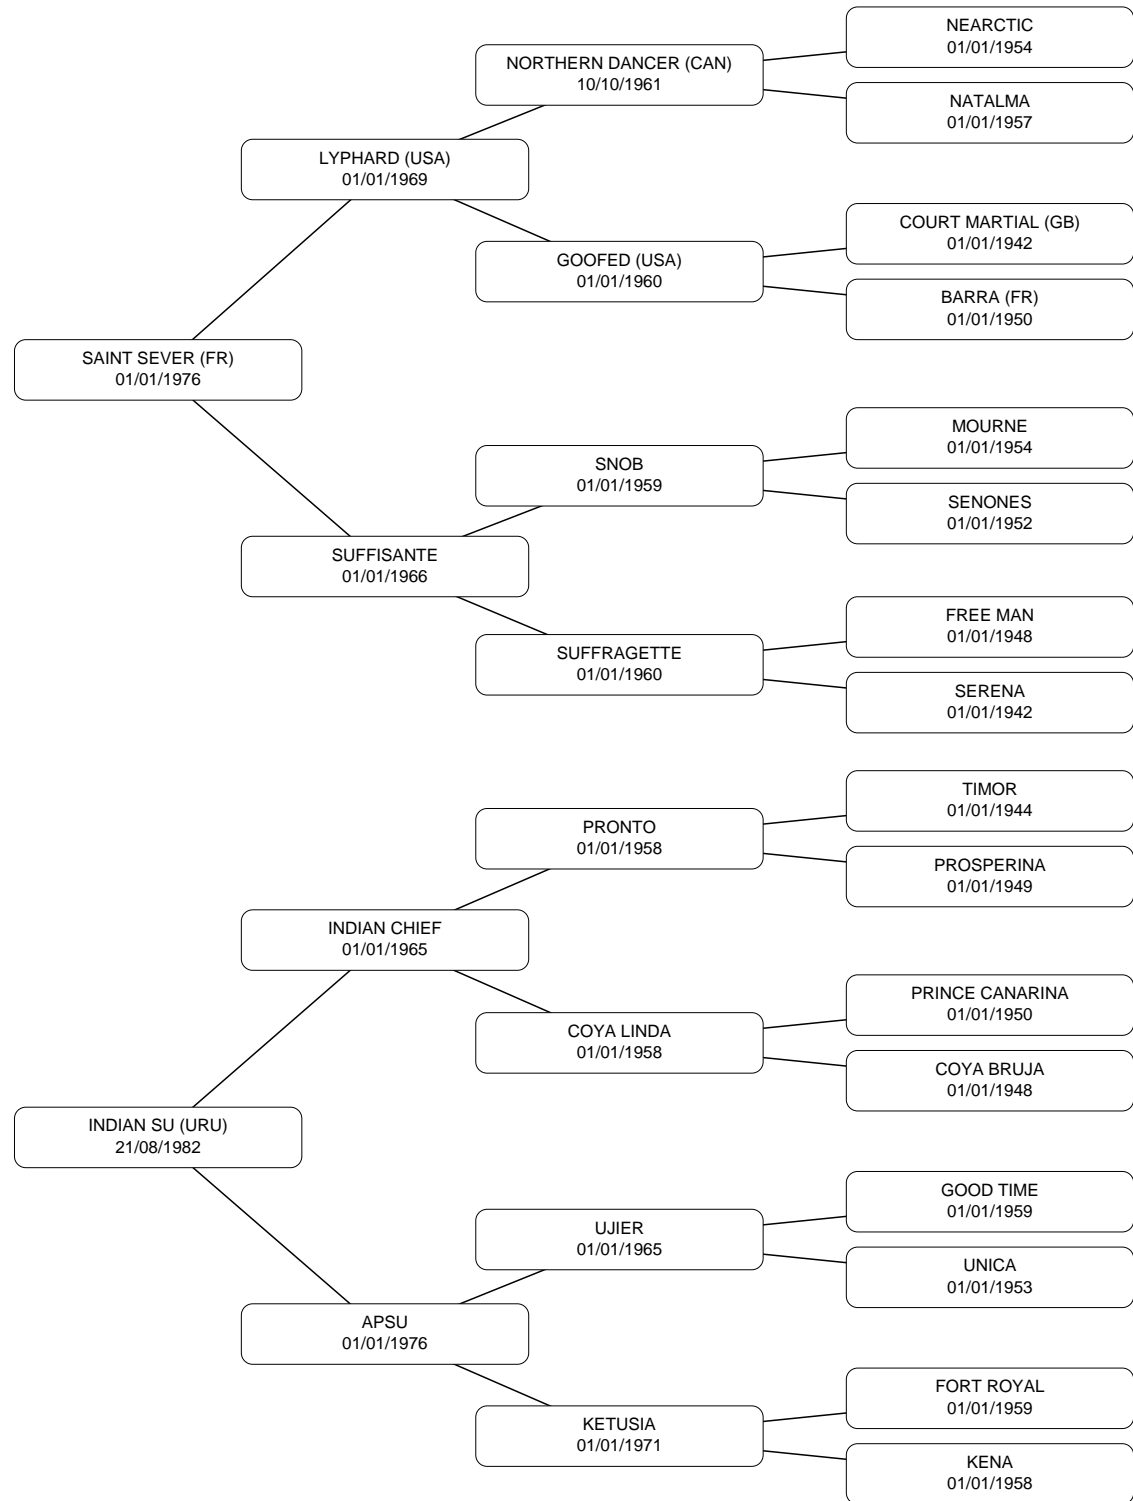 NEARCTIC
01/01/1954
NORTHERN DANCER (CAN)
10/10/1961
NATALMA
01/01/1957
LYPHARD (USA)
01/01/1969
COURT MARTIAL (GB)
01/01/1942
GOOFED (USA)
01/01/1960
BARRA (FR)
01/01/1950
SAINT SEVER (FR)
01/01/1976
MOURNE
01/01/1954
SNOB
01/01/1959
SENONES
01/01/1952
SUFFISANTE
01/01/1966
FREE MAN
01/01/1948
SUFFRAGETTE
01/01/1960
SERENA
01/01/1942
TIMOR
01/01/1944
PRONTO
01/01/1958
PROSPERINA
01/01/1949
INDIAN CHIEF
01/01/1965
PRINCE CANARINA
01/01/1950
COYA LINDA
01/01/1958
COYA BRUJA
01/01/1948
INDIAN SU (URU)
21/08/1982
GOOD TIME
01/01/1959
UJIER
01/01/1965
UNICA
01/01/1953
APSU
01/01/1976
FORT ROYAL
01/01/1959
KETUSIA
01/01/1971
KENA
01/01/1958